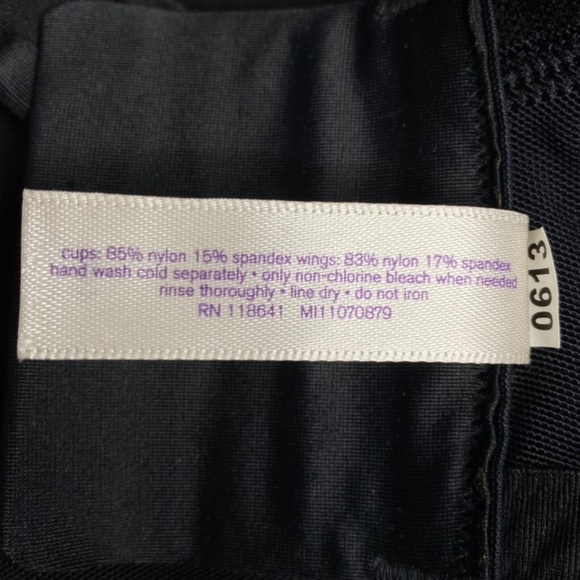 cups: 85% nylon 15% spandex wings: 83% nylon 17% spandex
hand wash cold separately • only non-chlorine bleach when needed
rinse thoroughly • line dry • do not iron
RN 118641 MI11070879
0613